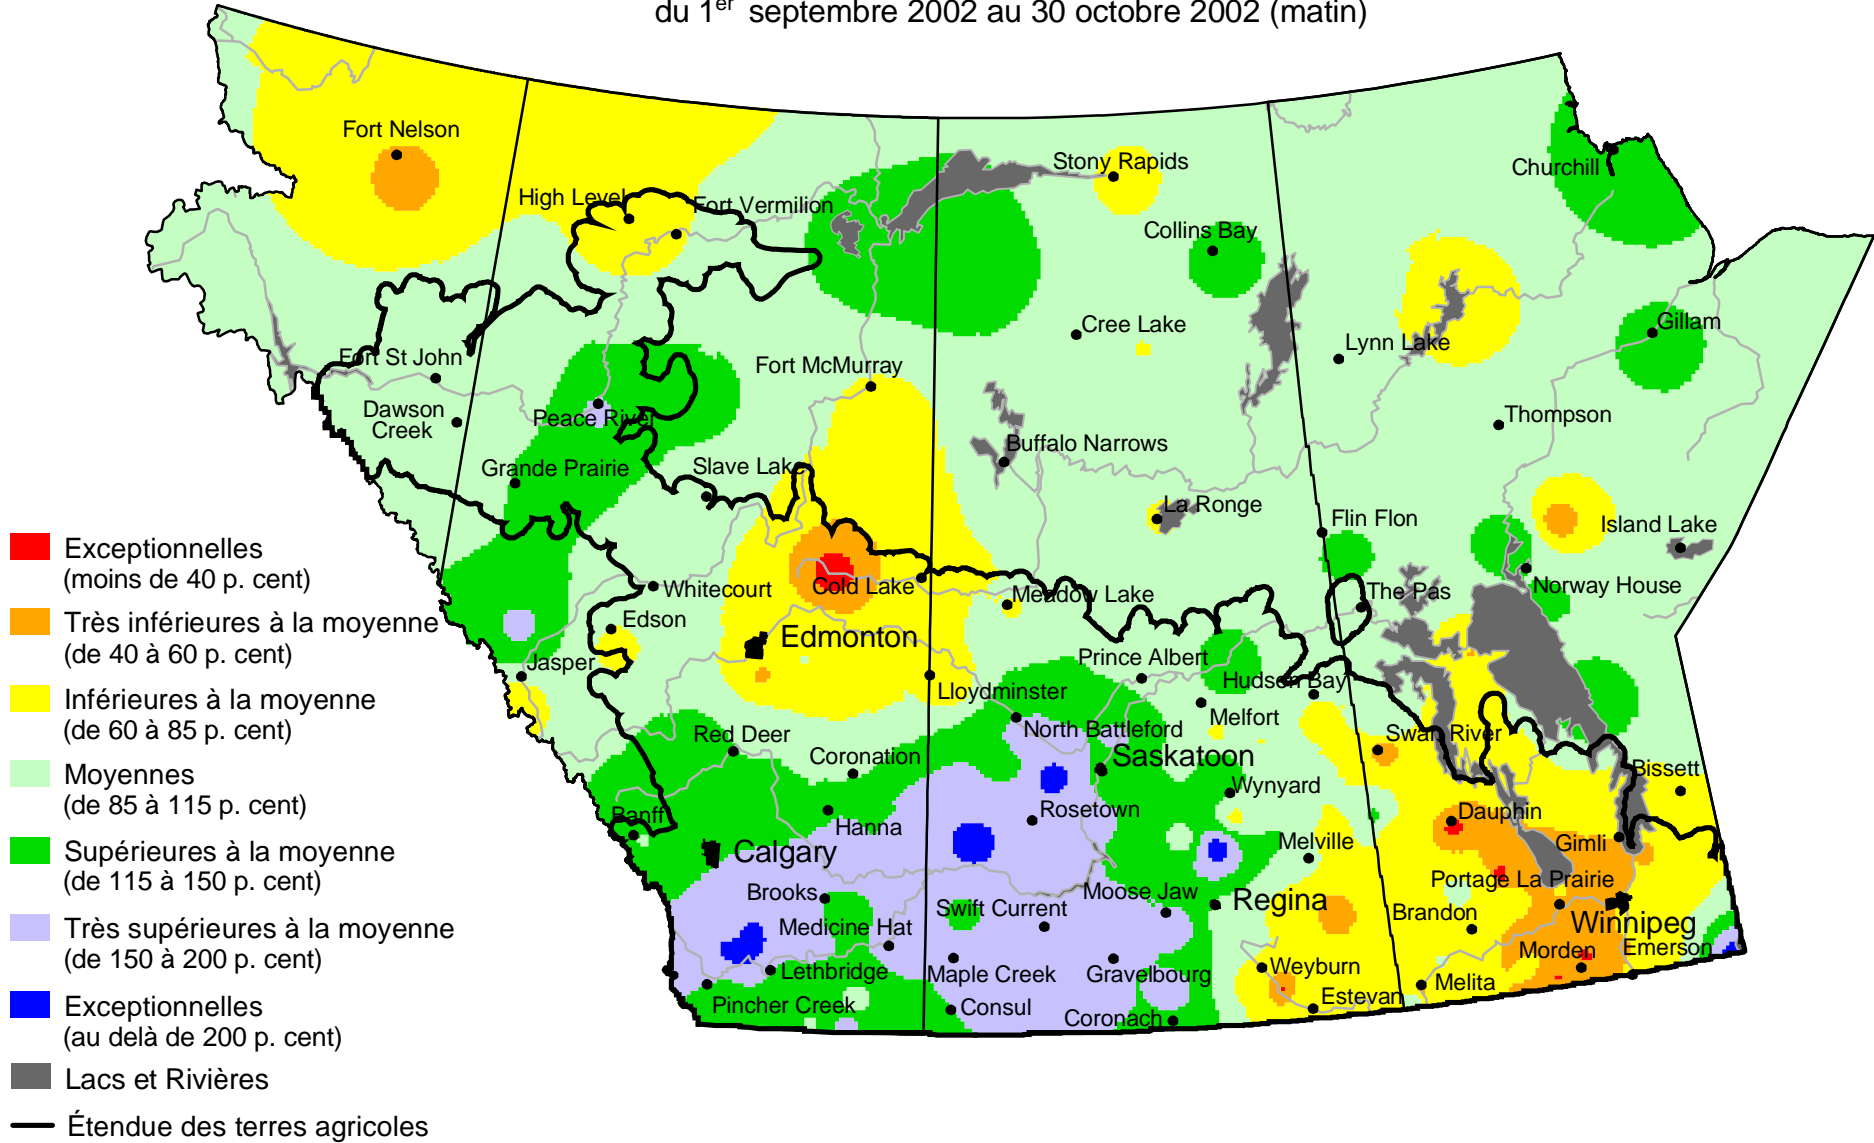 du 1er septembre 2002 au 30 octobre 2002 (matin)
Fort Nelson
Stony Rapids
Churchill
High Level
Fort Vermilion
Collins Bay
Cree Lake
Gillam
Lynn Lake
Fort St John
Fort McMurray
Dawson
Creek
Peace River
Thompson
Buffalo Narrows
Grande Prairie
Slave Lake
La Ronge
Flin Flon
Island Lake
Whitecourt
Cold Lake
Meadow Lake
The Pas
Norway House
Edson
Edmonton
Jasper
Prince Albert
Hudson Bay
Lloydminster
Melfort
North Battleford
Red Deer
Swan River
Coronation
Saskatoon
Bissett
Wynyard
Banff
Hanna
Rosetown
Dauphin
Calgary
Melville
Gimli
Brooks
Moose Jaw
Portage La Prairie
Regina
Swift Current
Brandon
Winnipeg
Medicine Hat
Morden
Emerson
Lethbridge
Maple Creek
Gravelbourg
Weyburn
Melita
Pincher Creek
Consul
Coronach
Estevan
Exceptionnelles
(moins de 40 p. cent)
Très inférieures à la moyenne
(de 40 à 60 p. cent)
Inférieures à la moyenne
(de 60 à 85 p. cent)
Moyennes
(de 85 à 115 p. cent)
Supérieures à la moyenne
(de 115 à 150 p. cent)
Très supérieures à la moyenne
(de 150 à 200 p. cent)
Exceptionnelles
(au delà de 200 p. cent)
Lacs et Rivières
Étendue des terres agricoles